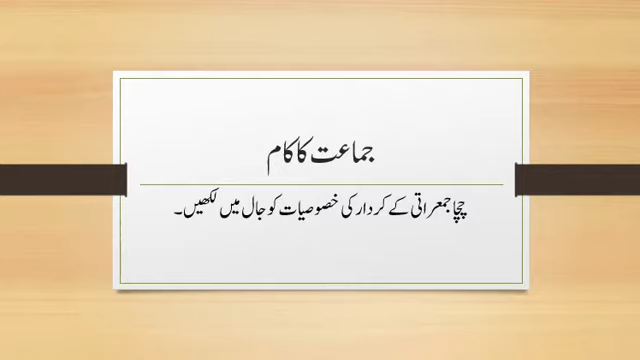 جماعت کا کام
چچا جمعراتی کے کردار کی خصوصیات کو جال میں لکھیں۔